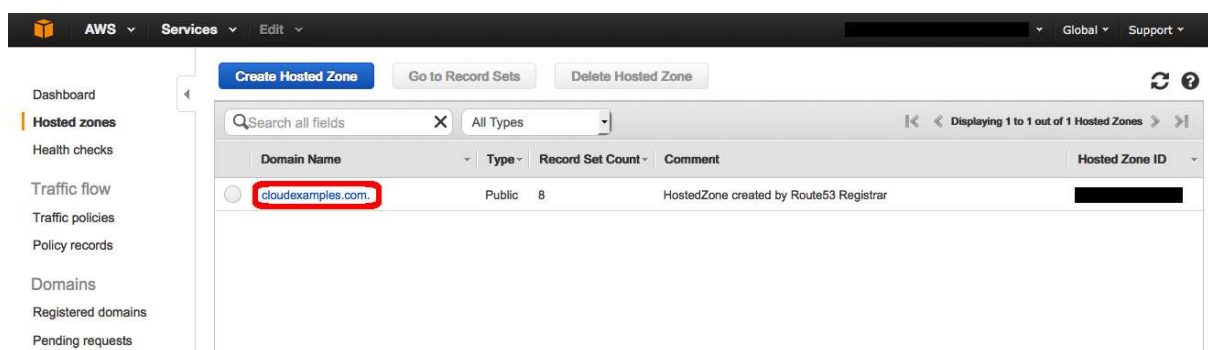 AWS Services Edit Global Support
Create Hosted Zone Go to Record Sets Delete Hosted Zone
Dashboard
Hosted zones
Health checks
Traffic flow
Traffic policies
Policy records
Domains
Registered domains
Pending requests
Search all fields X All Types Displaying 1 to 1 out of 1 Hosted Zones
Domain Name Type Record Set Count Comment Hosted Zone ID
cloudexamples.com. Public 8 HostedZone created by Route53 Registrar